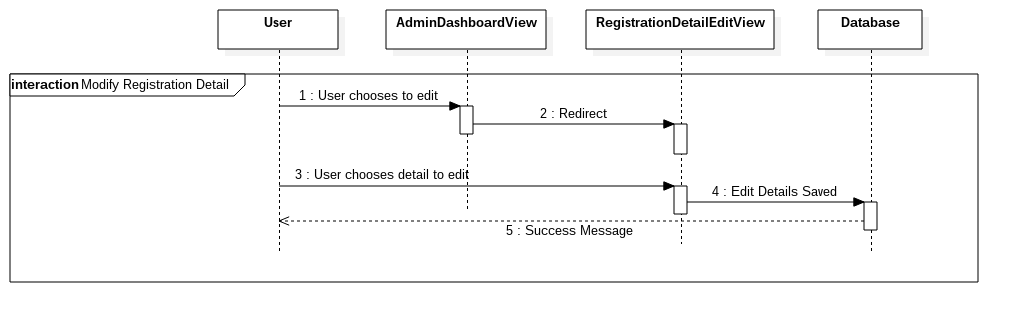 User
AdminDashboardView
RegistrationDetailEditView
Database
interaction Modify Registration Detail
1 : User chooses to edit
2 : Redirect
3 : User chooses detail to edit
4 : Edit Details Saved
5 : Success Message